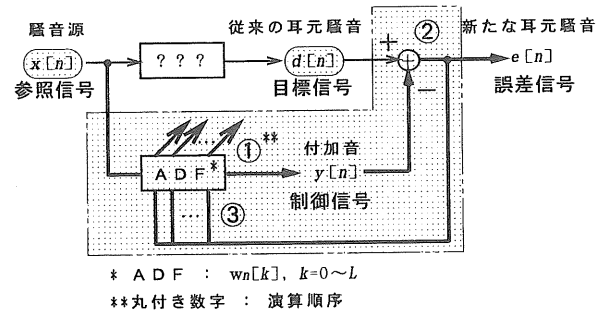 騒音源
従来の耳元騒音
新たな耳元騒音
x[n]
? ? ?
d[n]
+
②
e[n]
参照信号
目標信号
−
誤差信号
…
①**
付加音
ADF*
y[n]
制御信号
…
③
* ADF : wn[k], k=0～L
**丸付き数字 : 演算順序